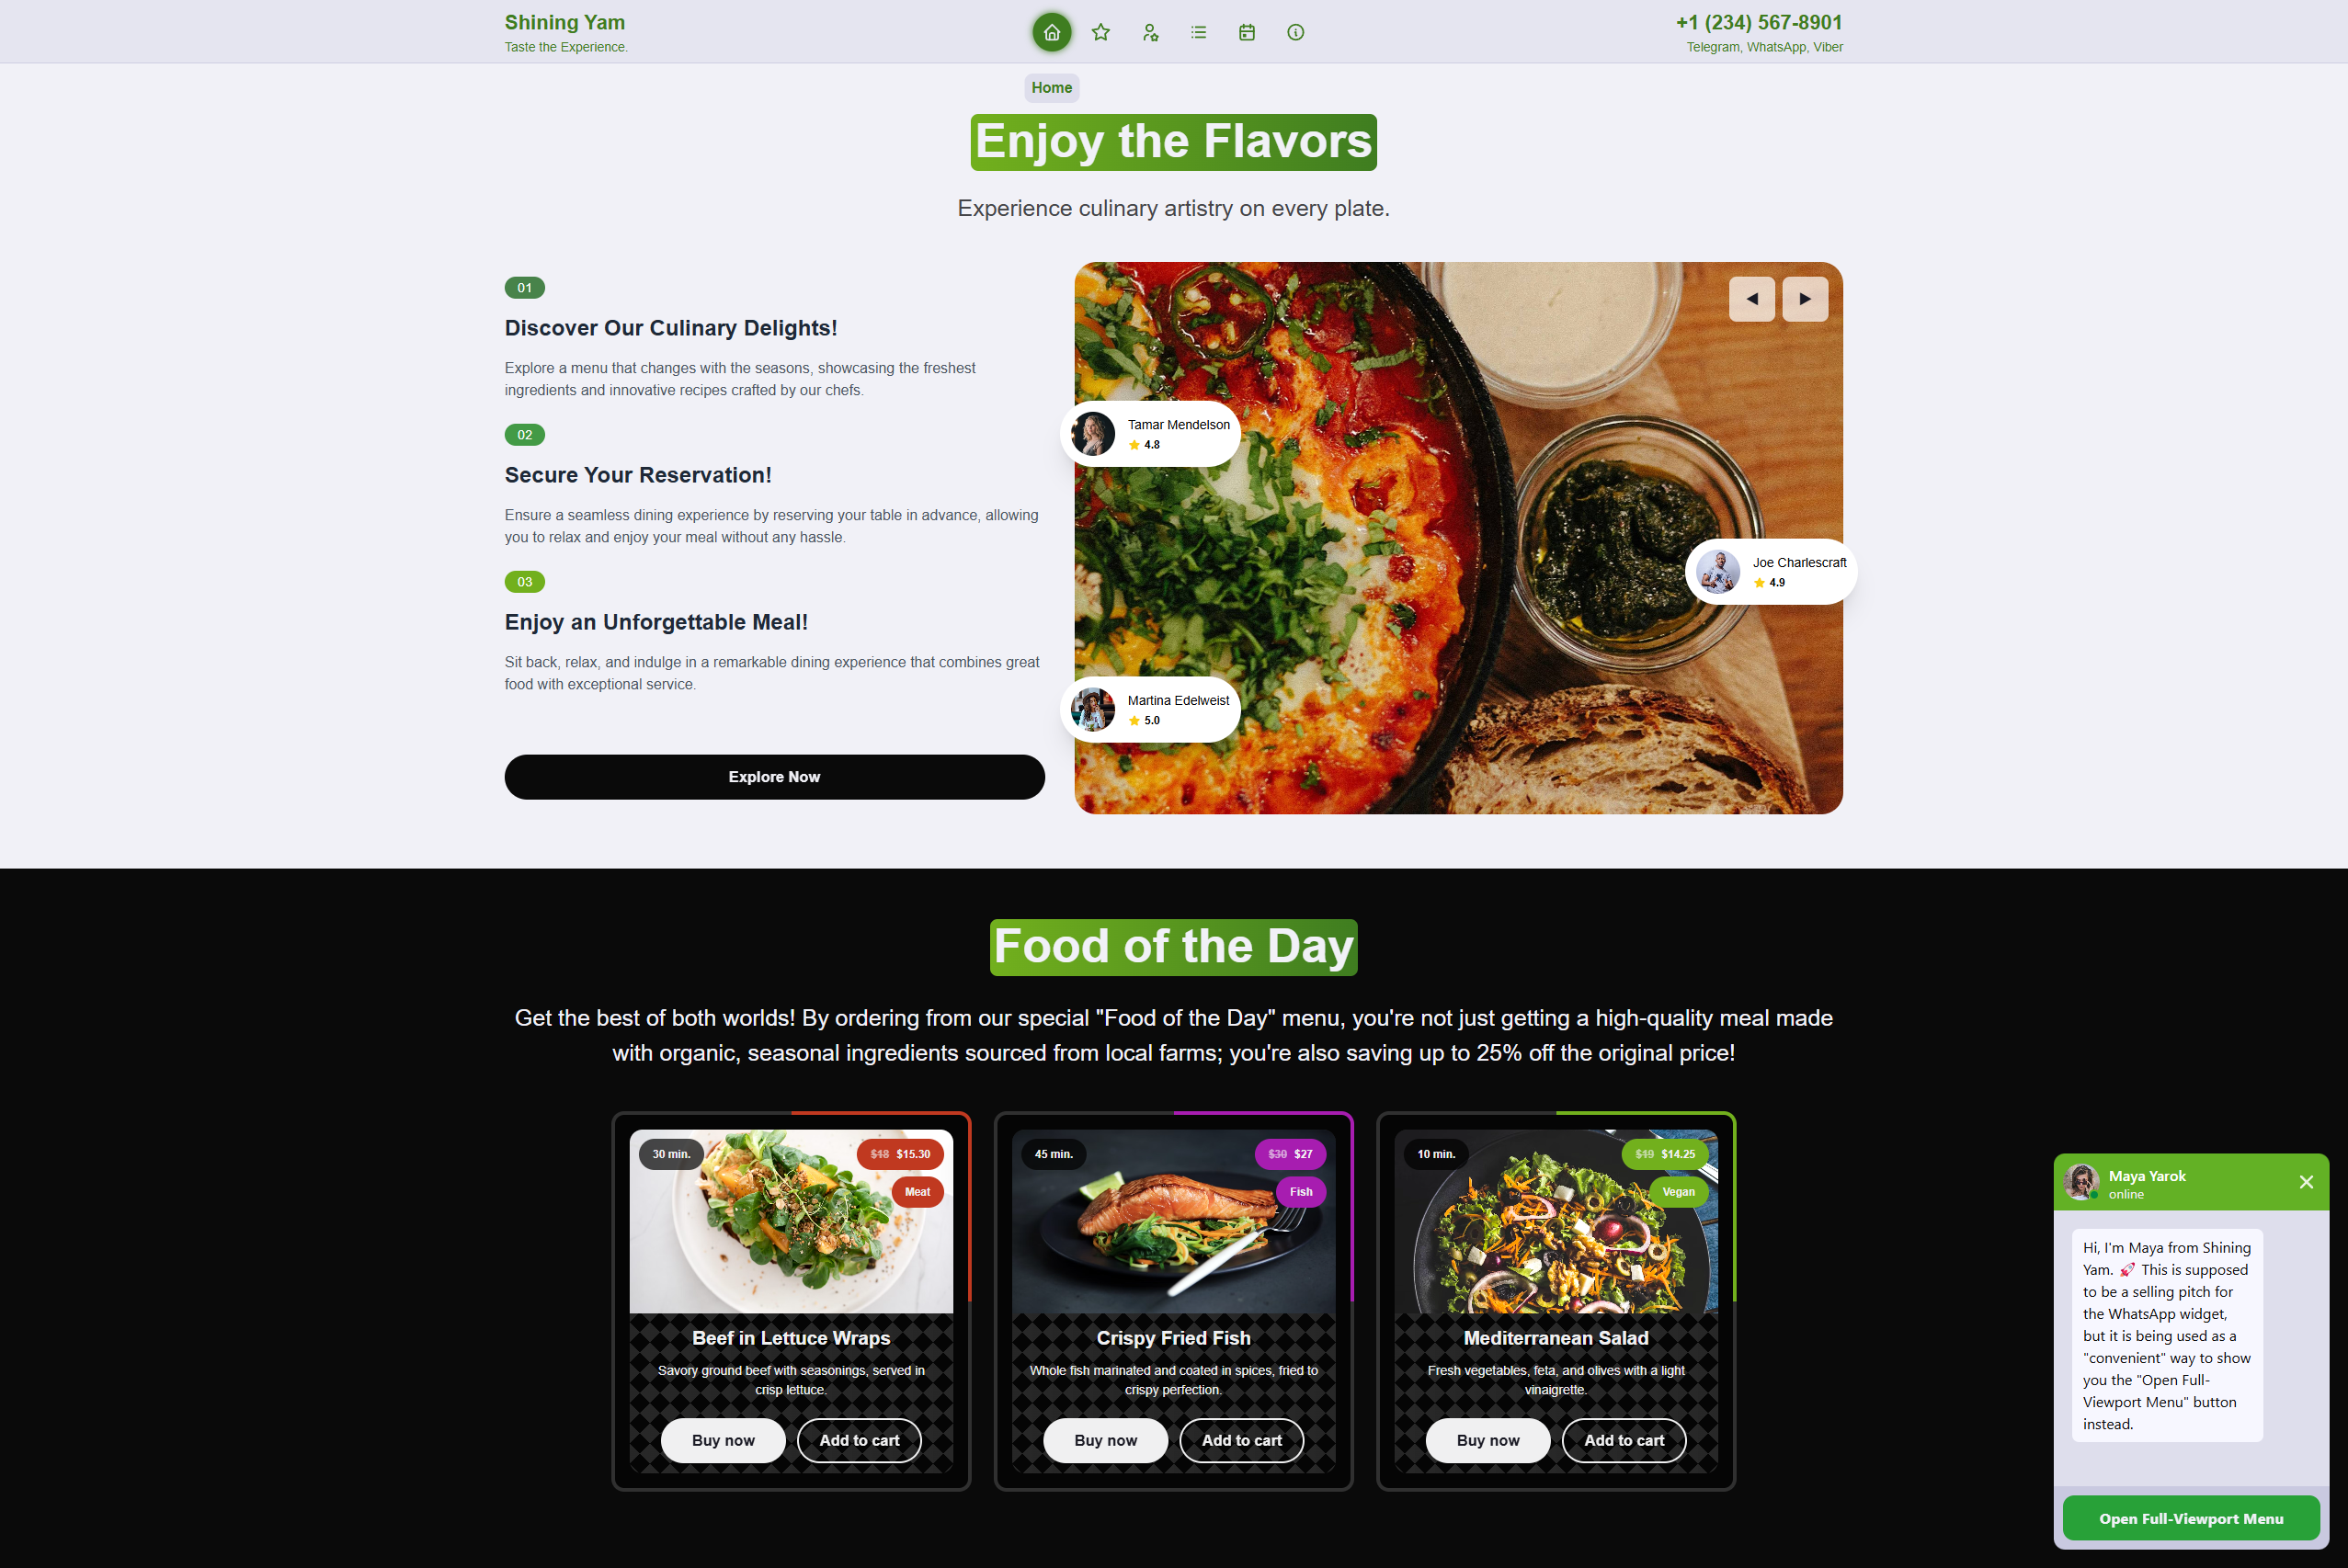 Shining Yam
Taste the Experience.
+1 (234) 567-8901
Telegram, WhatsApp, Viber
Home
Enjoy the Flavors
Experience culinary artistry on every plate.
01
Discover Our Culinary Delights!
Explore a menu that changes with the seasons, showcasing the freshest
ingredients and innovative recipes crafted by our chefs.
02
Secure Your Reservation!
Ensure a seamless dining experience by reserving your table in advance, allowing
you to relax and enjoy your meal without any hassle.
03
Enjoy an Unforgettable Meal!
Sit back, relax, and indulge in a remarkable dining experience that combines great
food with exceptional service.
Explore Now
Tamar Mendelson
4.8
Joe Charlescraft
4.9
Martina Edelweist
5.0
Food of the Day
Get the best of both worlds! By ordering from our special "Food of the Day" menu, you're not just getting a high-quality meal made
with organic, seasonal ingredients sourced from local farms; you're also saving up to 25% off the original price!
30 min.
$18 $15.30
Meat
Beef in Lettuce Wraps
Savory ground beef with seasonings, served in
crisp lettuce.
Buy now
Add to cart
45 min.
$30 $27
Fish
Crispy Fried Fish
Whole fish marinated and coated in spices, fried to
crispy perfection.
Buy now
Add to cart
10 min.
$19 $14.25
Vegan
Mediterranean Salad
Fresh vegetables, feta, and olives with a light
vinaigrette.
Buy now
Add to cart
Maya Yarok
online
Hi, I'm Maya from Shining
Yam. 🚀 This is supposed
to be a selling pitch for
the WhatsApp widget,
but it is being used as a
"convenient" way to show
you the "Open Full-
Viewport Menu" button
instead.
Open Full-Viewport Menu